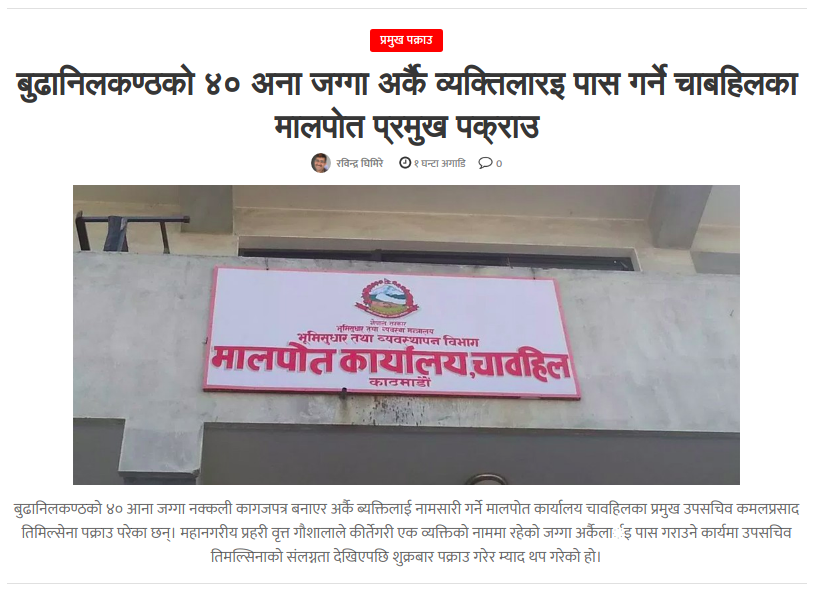 प्रमुख पक्राउ
बुढानिलकण्ठको ४० अना जग्गा अर्कै व्यक्तिलारइ पास गर्ने चाबहिलका
मालपोत प्रमुख पक्राउ
रविन्द्र घिमिरे १ घन्टा अगाडि 0
नेपाल सरकार
भूमिसुधार तथा व्यवस्था मन्त्रालय
भूमिसुधार तथा व्यवस्थापन विभाग
मालपोत कार्यालय,चावहिल
काठमाडौं
बुढानिलकण्ठको ४० आना जग्गा नक्कली कागजपत्र बनाएर अर्कै ब्यक्तिलाई नामसारी गर्ने मालपोत कार्यालय चावहिलका प्रमुख उपसचिव कमलप्रसाद
तिमिल्सेना पक्राउ परेका छन्। महानगरीय प्रहरी वृत्त गौशालाले कीर्तेगरी एक व्यक्तिको नाममा रहेको जग्गा अर्कैलार्इ पास गराउने कार्यमा उपसचिव
तिमल्सिनाको संलग्नता देखिएपछि शुक्रबार पक्राउ गरेर म्याद थप गरेको हो।